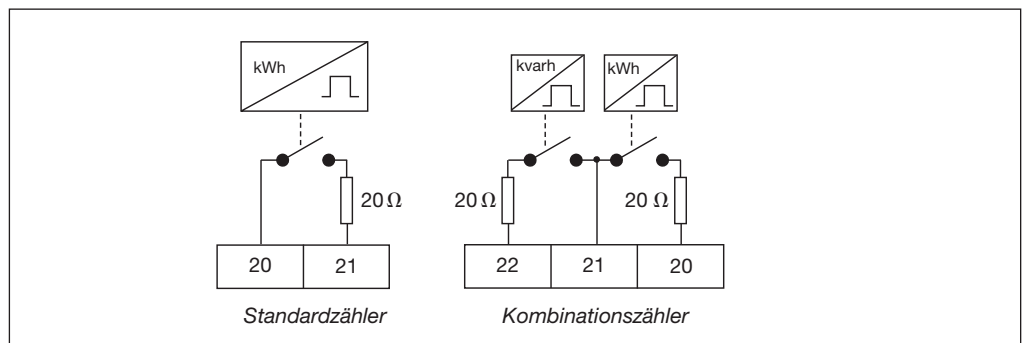 kWh
20 Ω
20
21
Standardzähler
kvarh
kWh
20 Ω
20 Ω
22
21
20
Kombinationszähler